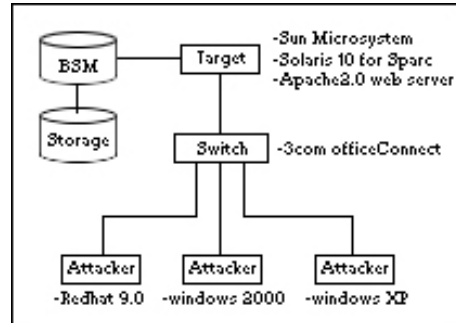 BSM
Target
-Sun Microsystem
-Solaris 10 for Sparc
-Apache2.0 web server
Storage
Switch
-3com officeConnect
Attacker
Attacker
Attacker
-Redhat 9.0
-windows 2000
-windows XP